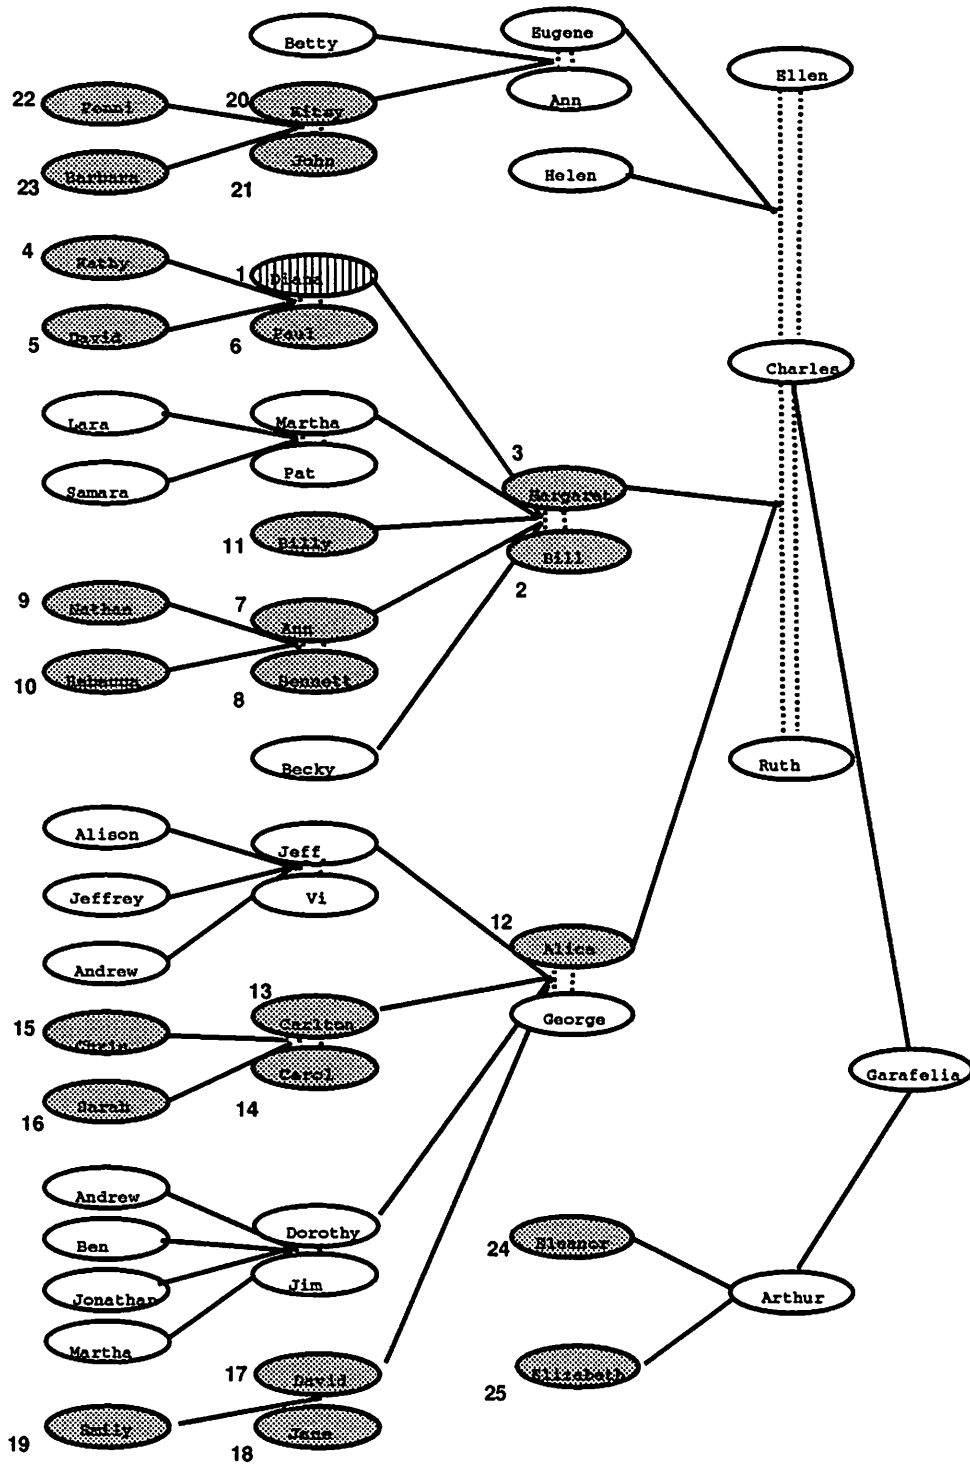 Betty
Eugene
Ann
Ellen
22
20
Kitsy
John
21
Barbara
23
Helen
4
Kathy
1
Diana
David
5
Paul
6
Lara
Martha
Pat
Samara
3
Margaret
Charles
Billy
11
Bill
2
9
Nathan
7
Ann
Rebecca
10
Bennett
8
Becky
Ruth
Alison
Jeff
Jeffrey
Vi
Andrew
12
Alice
George
13
Carlton
15
Chris
Carol
14
Sarah
16
Garafelia
Andrew
Ben
Dorothy
Jonathan
Jim
Martha
24
Eleanor
Arthur
17
David
Elizabeth
25
19
Emily
Jane
18